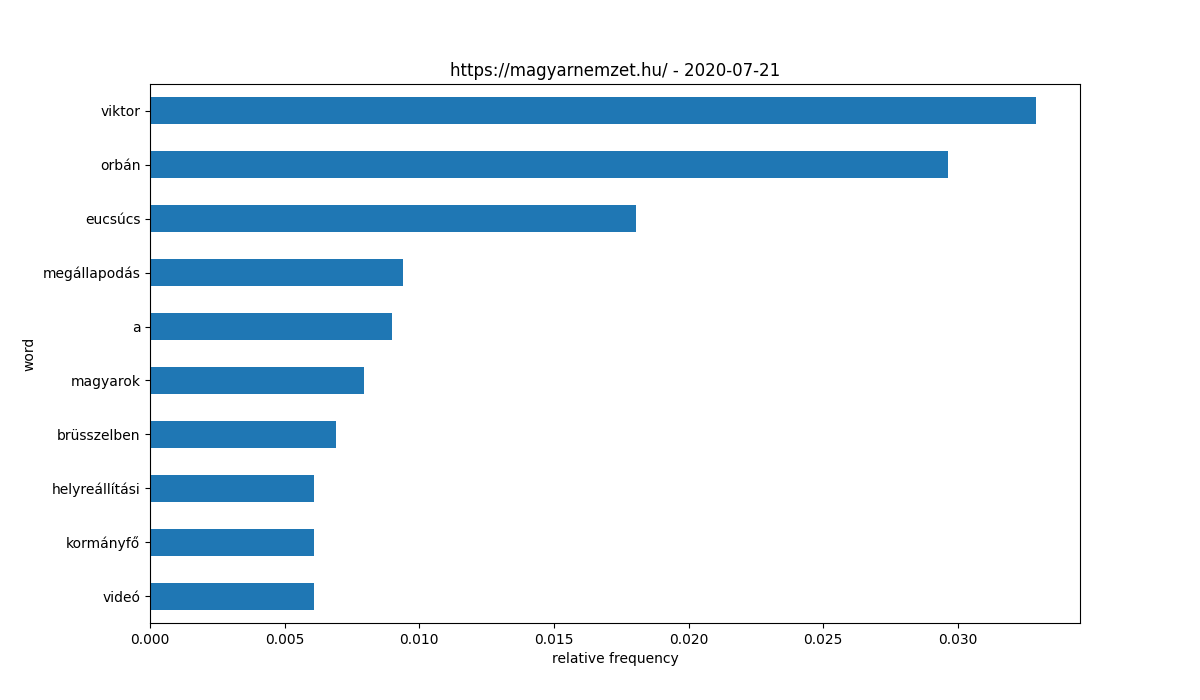 https://magyarnemzet.hu/ - 2020-07-21
viktor
orbán
eucsúcs
megállapodás
a
magyarok
brüsszelben
helyreállítási
kormányfő
videó
word
0.000 0.005 0.010 0.015 0.020 0.025 0.030
relative frequency